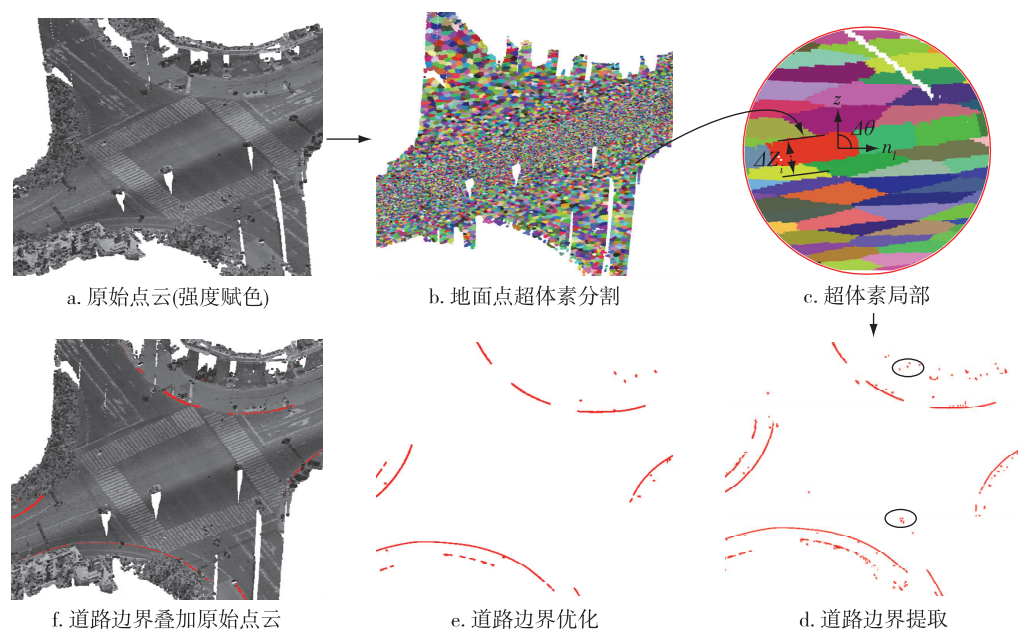 z
Δθ
n_l
ΔZ_i
a. 原始点云(强度赋色)
b. 地面点超体素分割
c. 超体素局部
f. 道路边界叠加原始点云
e. 道路边界优化
d. 道路边界提取